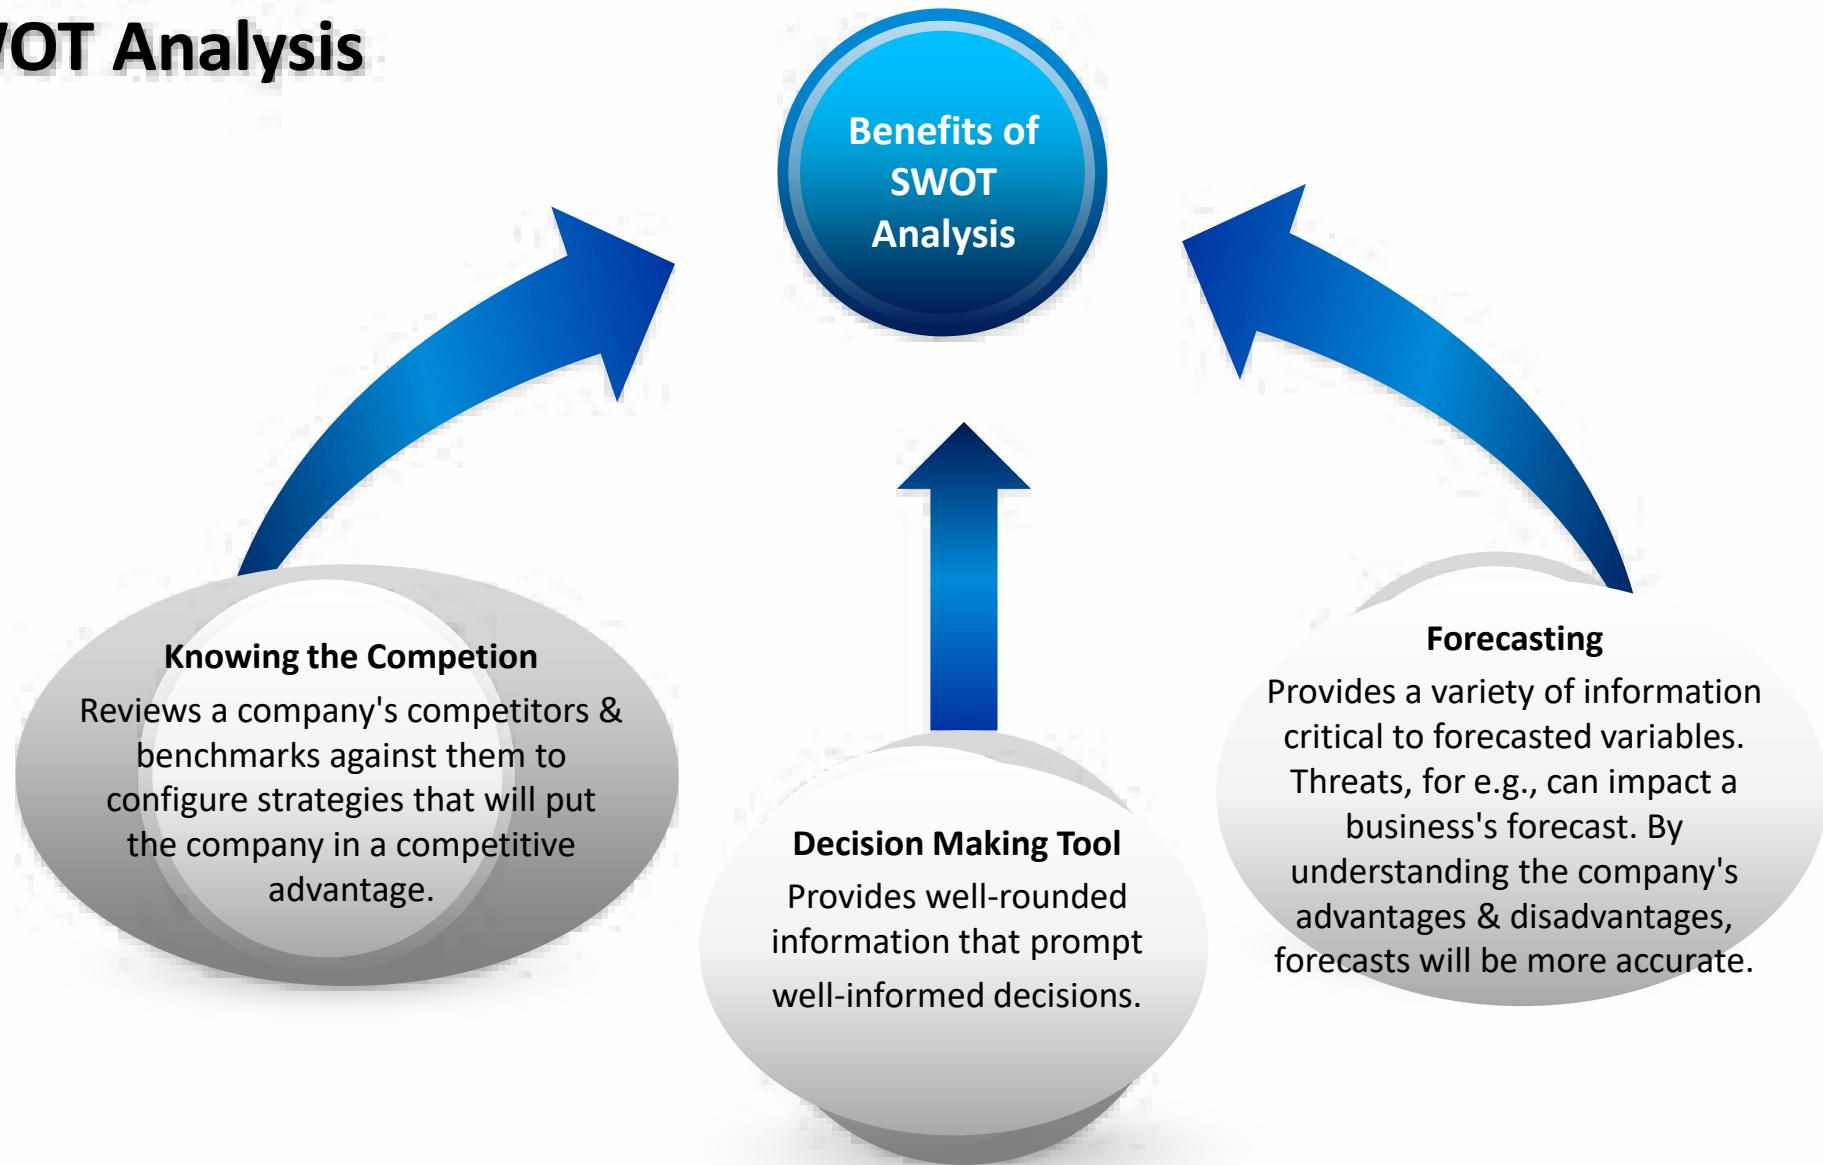 WOT Analysis
Benefits of
SWOT
Analysis
Knowing the Competion
Reviews a company's competitors &
benchmarks against them to
configure strategies that will put
the company in a competitive
advantage.
Decision Making Tool
Provides well-rounded
information that prompt
well-informed decisions.
Forecasting
Provides a variety of information
critical to forecasted variables.
Threats, for e.g., can impact a
business's forecast. By
understanding the company's
advantages & disadvantages,
forecasts will be more accurate.